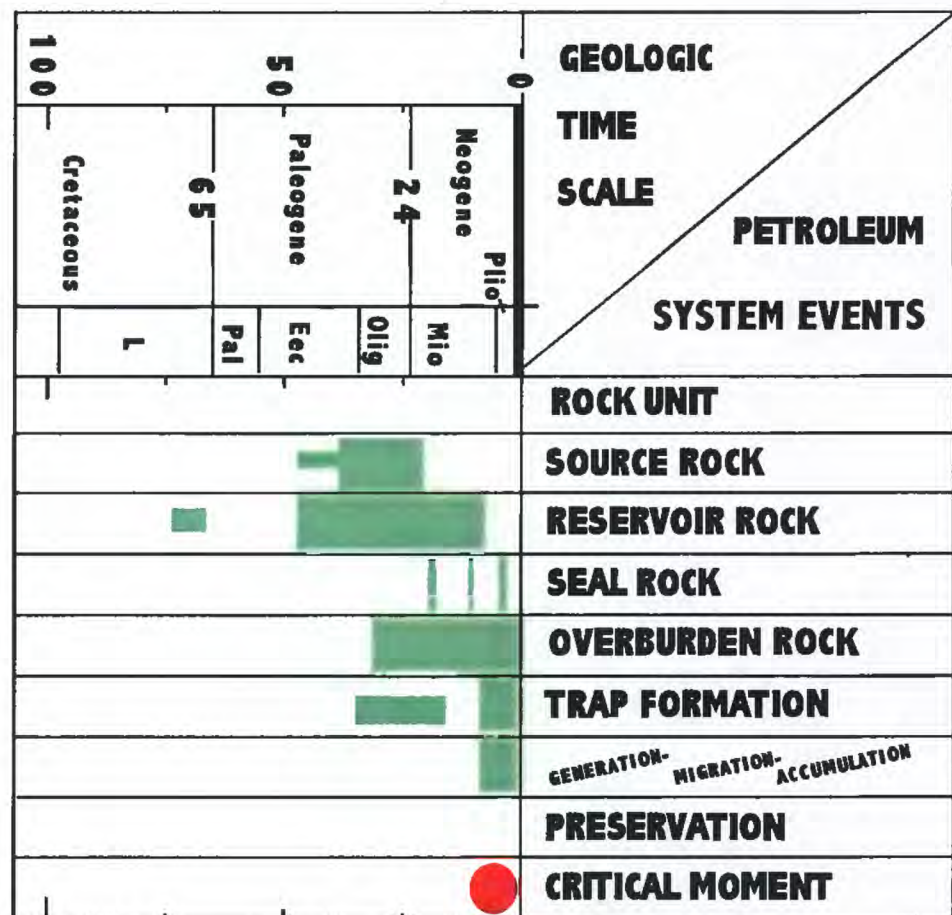 100
50
0
GEOLOGIC
TIME
SCALE
PETROLEUM
SYSTEM EVENTS
Cretaceous
65
Paleogene
24
Neogene
Plio
L
Pal
Eec
Olig
Mio
ROCK UNIT
SOURCE ROCK
RESERVOIR ROCK
SEAL ROCK
OVERBURDEN ROCK
TRAP FORMATION
GENERATION- MIGRATION- ACCUMULATION
PRESERVATION
CRITICAL MOMENT